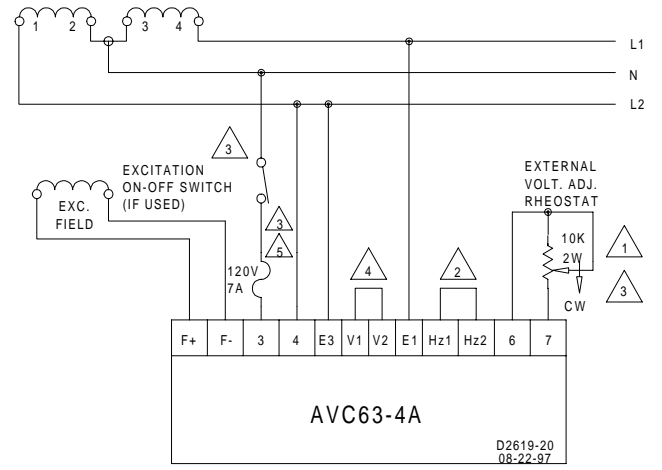 1 2 3 4
L1
N
L2
3
EXCITATION
ON-OFF SWITCH
(IF USED)
EXC.
FIELD
3
5
120V
7A
4
2
EXTERNAL
VOLT. ADJ.
RHEOSTAT
10K
2W
CW
1
3
F+ F- 3 4 E3 V1 V2 E1 Hz1 Hz2 6 7
AVC63-4A
D2619-20
08-22-97